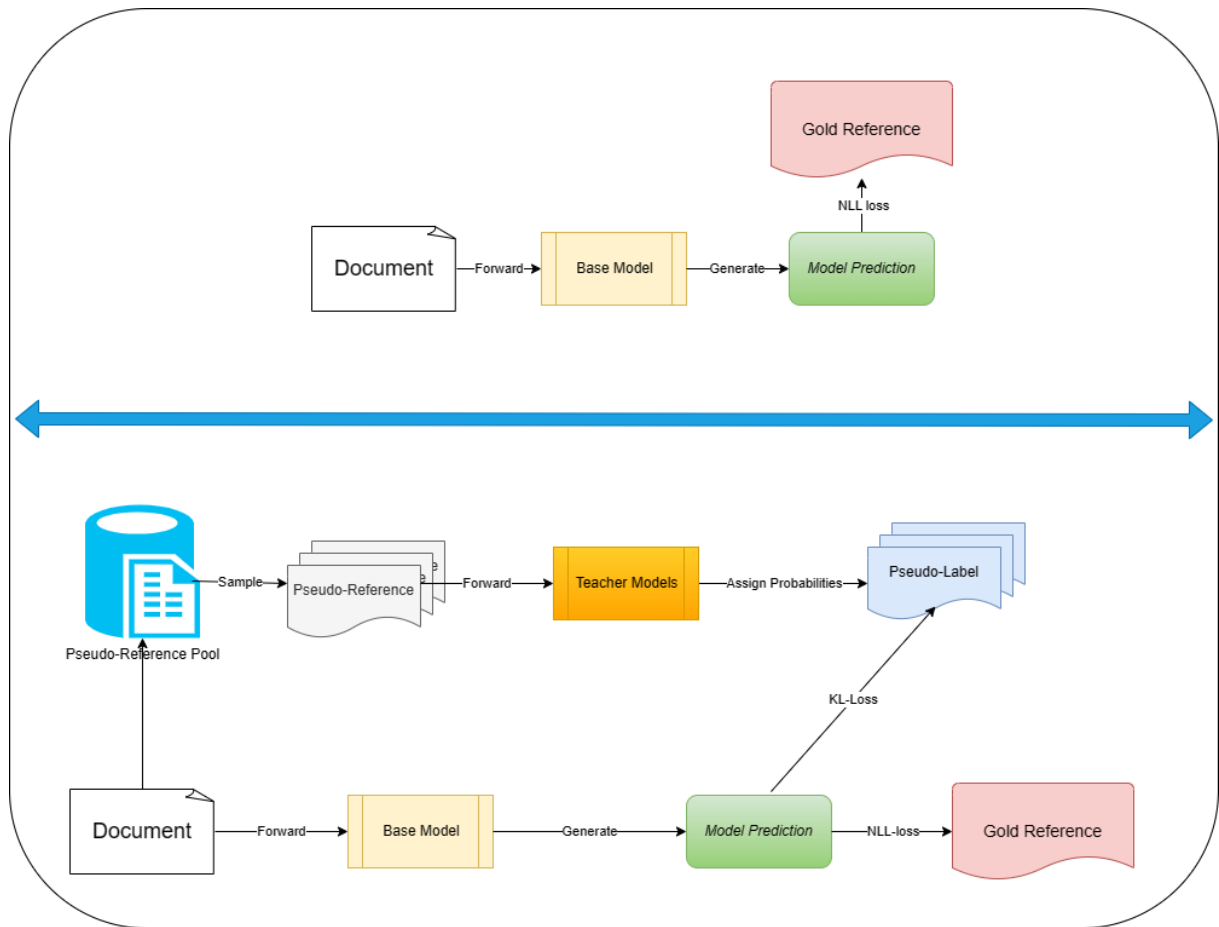 Gold Reference
NLL loss
Document
Forward
Base Model
Generate
Model Prediction
Sample
Pseudo-Reference
Forward
Teacher Models
Assign Probabilities
Pseudo-Label
Pseudo-Reference Pool
KL-Loss
Document
Forward
Base Model
Generate
Model Prediction
NLL-loss
Gold Reference